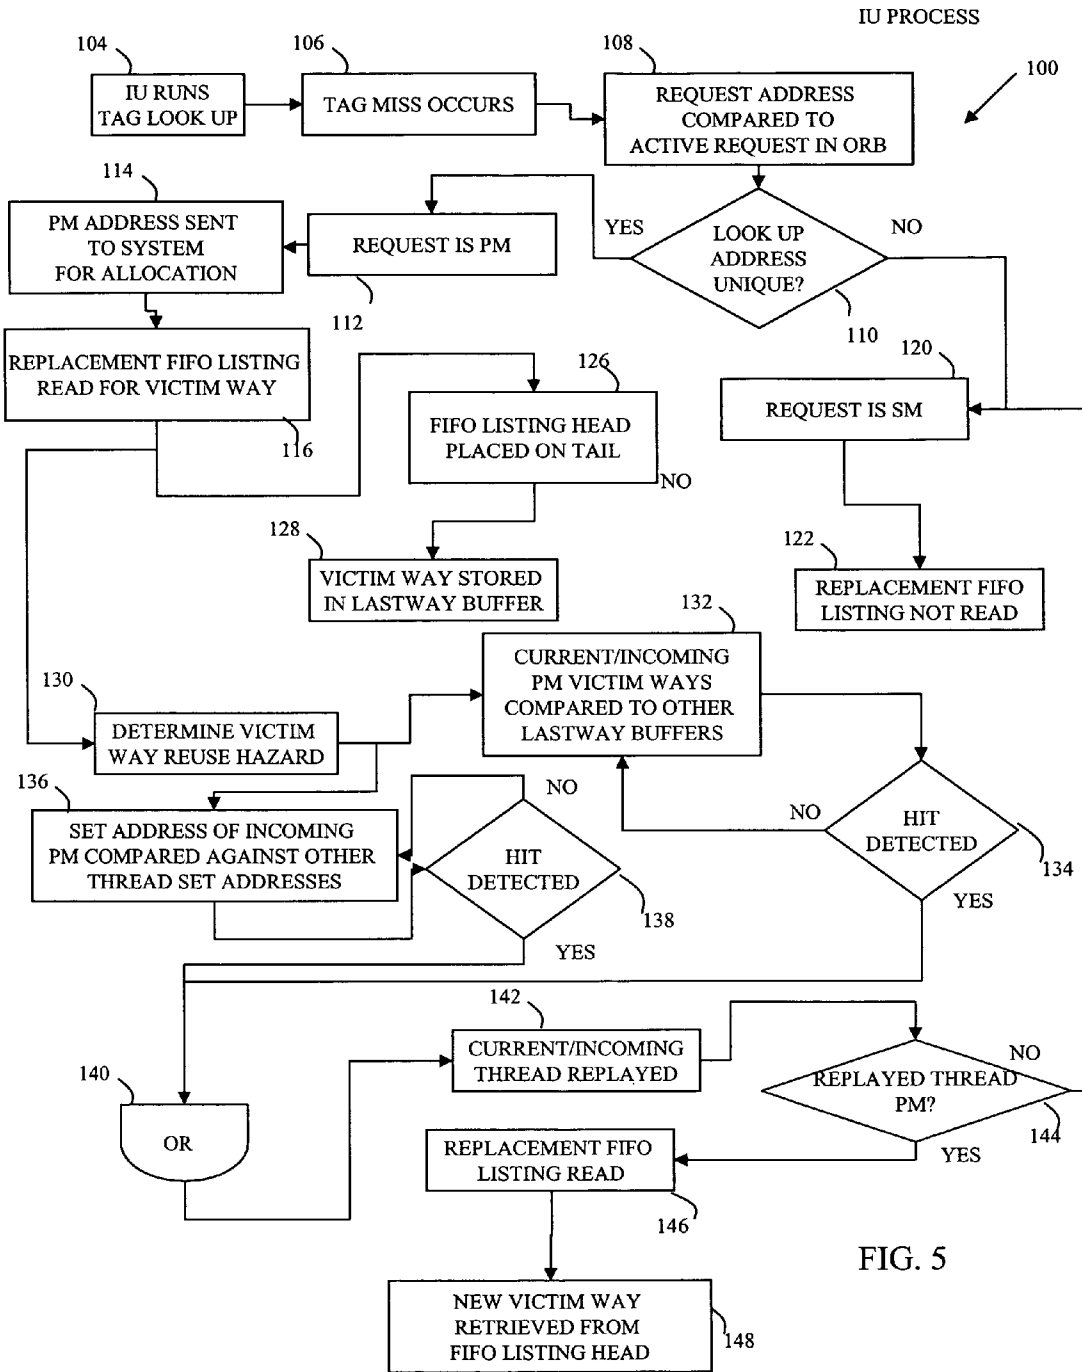 IU PROCESS
104
106
108
100
IU RUNS
TAG LOOK UP
TAG MISS OCCURS
REQUEST ADDRESS
COMPARED TO
ACTIVE REQUEST IN ORB
114
PM ADDRESS SENT
TO SYSTEM
FOR ALLOCATION
REQUEST IS PM
112
YES
NO
LOOK UP
ADDRESS
UNIQUE?
110
REPLACEMENT FIFO LISTING
READ FOR VICTIM WAY
116
126
FIFO LISTING HEAD
PLACED ON TAIL
NO
120
REQUEST IS SM
128
VICTIM WAY STORED
IN LASTWAY BUFFER
122
REPLACEMENT FIFO
LISTING NOT READ
132
CURRENT/INCOMING
PM VICTIM WAYS
COMPARED TO OTHER
LASTWAY BUFFERS
130
DETERMINE VICTIM
WAY REUSE HAZARD
136
SET ADDRESS OF INCOMING
PM COMPARED AGAINST OTHER
THREAD SET ADDRESSES
NO
HIT
DETECTED
138
YES
NO
HIT
DETECTED
134
YES
142
CURRENT/INCOMING
THREAD REPLAYED
NO
REPLAYED THREAD
PM?
144
YES
140
OR
REPLACEMENT FIFO
LISTING READ
146
FIG. 5
NEW VICTIM WAY
RETRIEVED FROM
FIFO LISTING HEAD
148